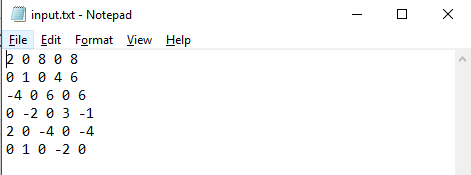 input.txt - Notepad
File Edit Format View Help
2 0 8 0 8
0 1 0 4 6
-4 0 6 0 6
0 -2 0 3 -1
2 0 -4 0 -4
0 1 0 -2 0